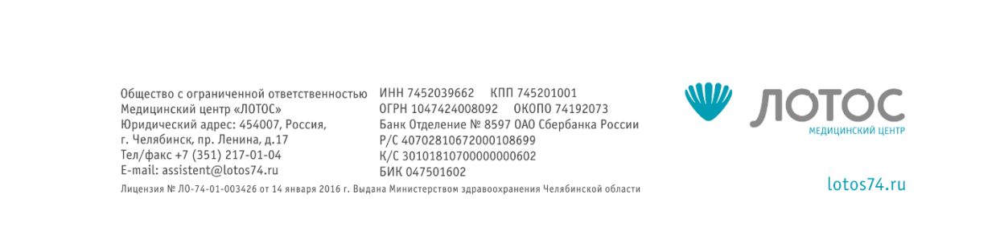 Общество с ограниченной ответственностью
Медицинский центр «ЛОТОС»
Юридический адрес: 454007, Россия,
г. Челябинск, пр. Ленина, д.17
Тел/факс +7 (351) 217-01-04
E-mail: assistent@lotos74.ru
ИНН 7452039662 КПП 745201001
ОГРН 1047424008092 ОКОПО 74192073
Банк Отделение № 8597 ОАО Сбербанка России
Р/С 40702810672000108699
К/С 30101810700000000602
БИК 047501602
Лицензия № ЛО-74-01-003426 от 14 января 2016 г. Выдана Министерством здравоохранения Челябинской области
ЛОТОС
МЕДИЦИНСКИЙ ЦЕНТР
lotos74.ru